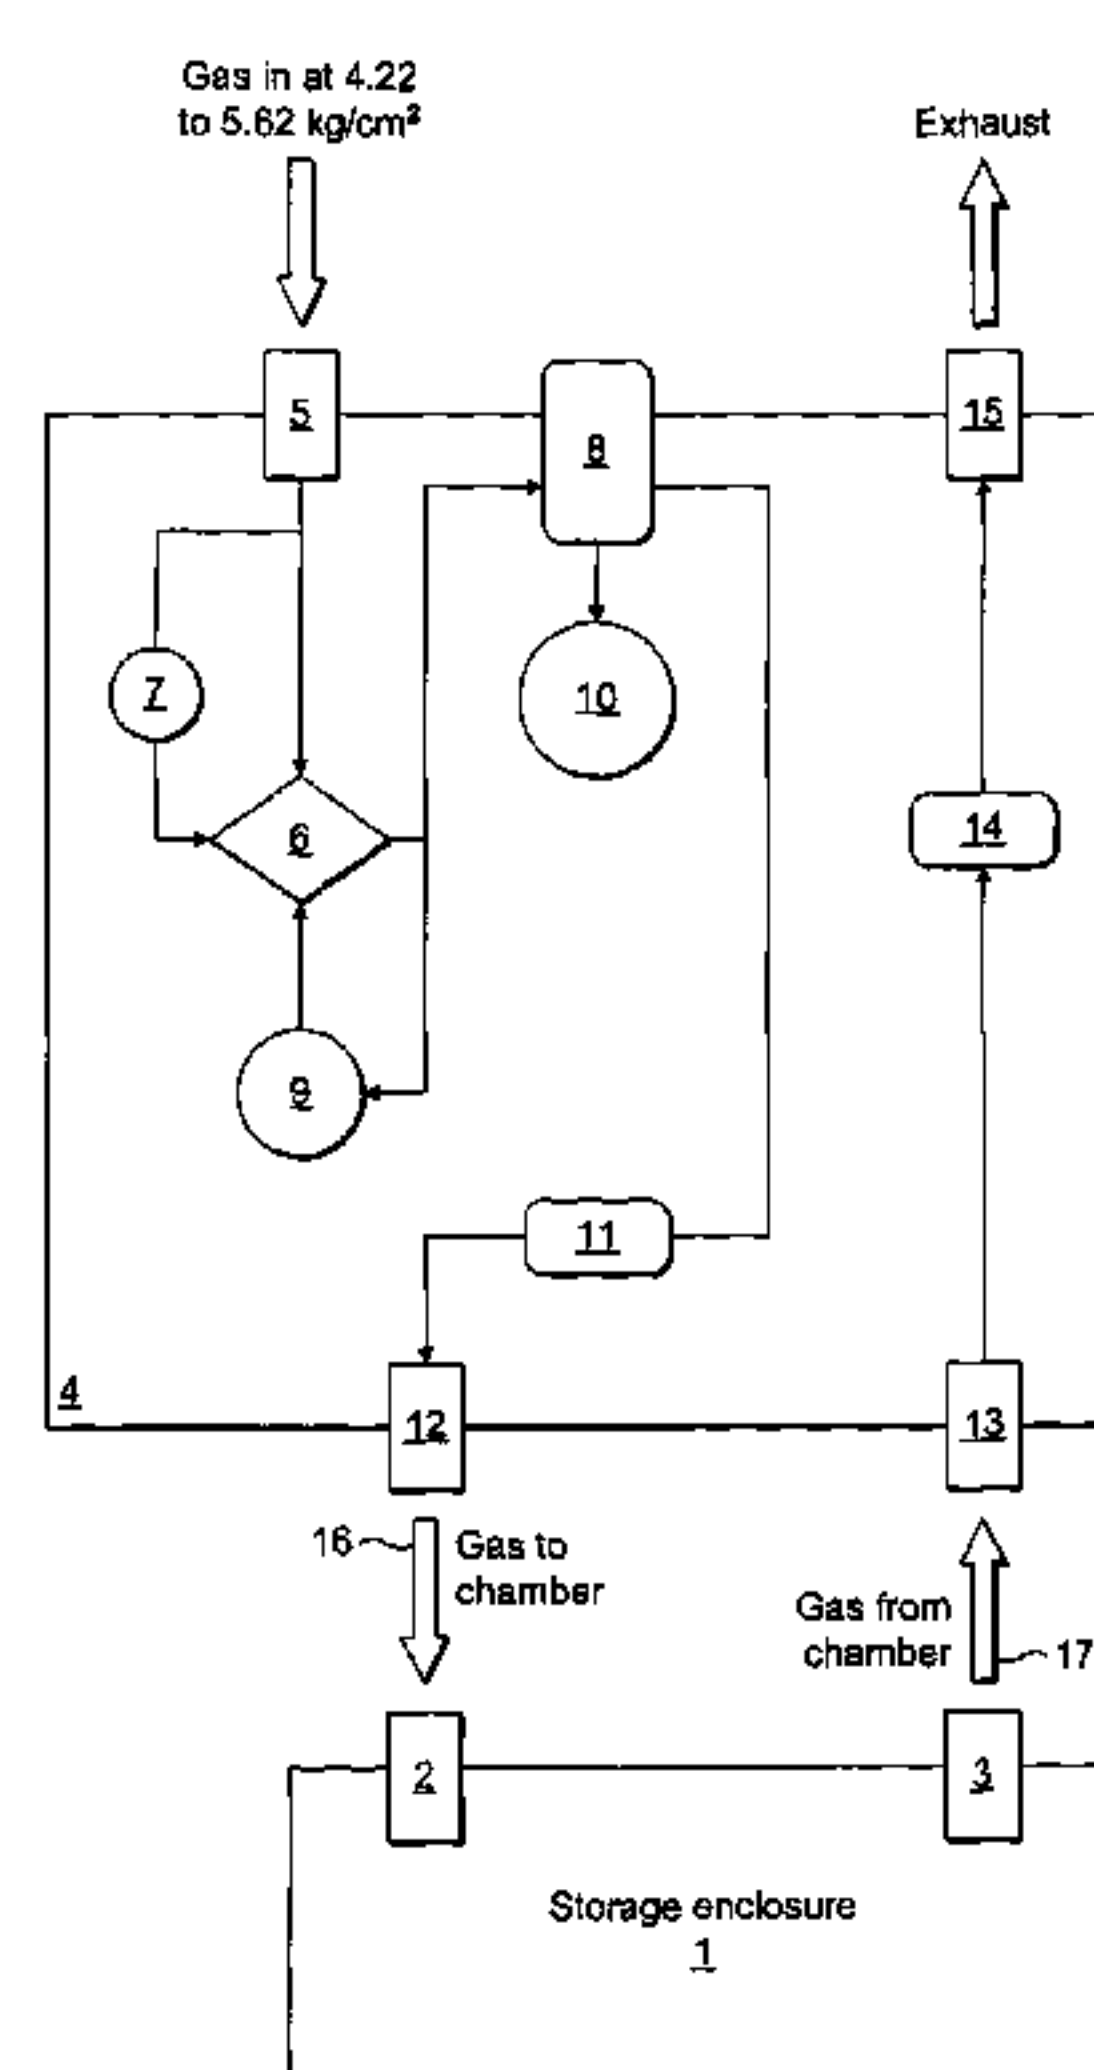 Gas in at 4.22
to 5.62 kg/cm²
Exhaust
5
8
15
7
10
6
14
9
11
4
12
13
16
Gas to
chamber
Gas from
chamber
17
2
3
Storage enclosure
1